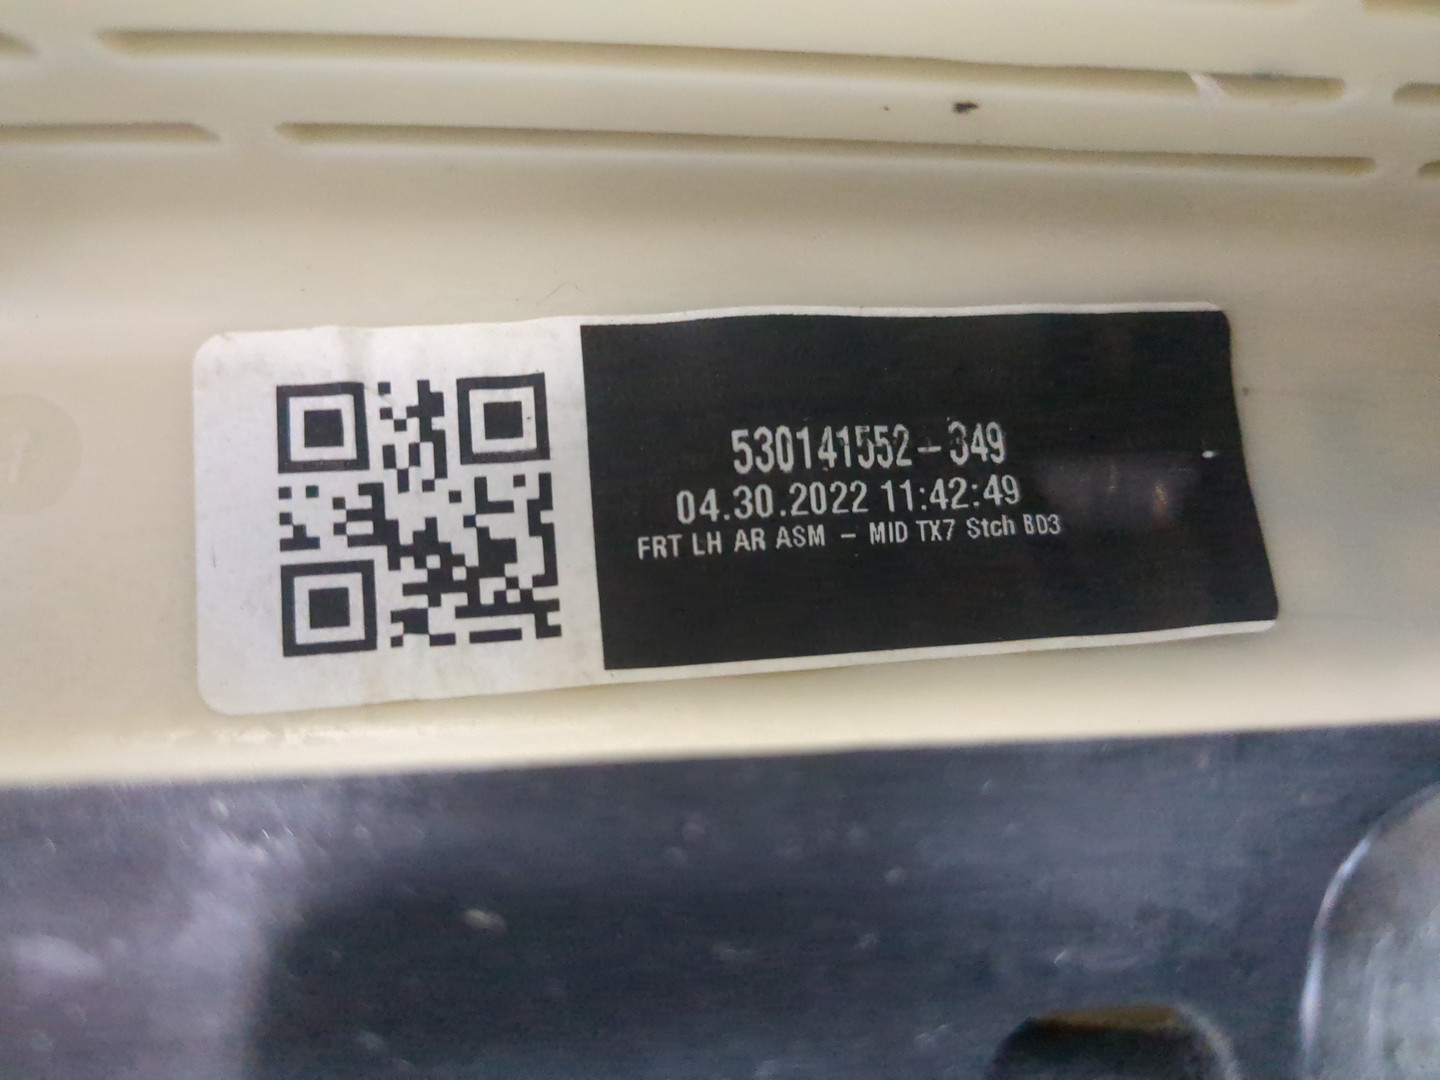 530141552-349
04.30.2022 11:42:49
FRT LH AR ASM - MID TX7 Stch BD3